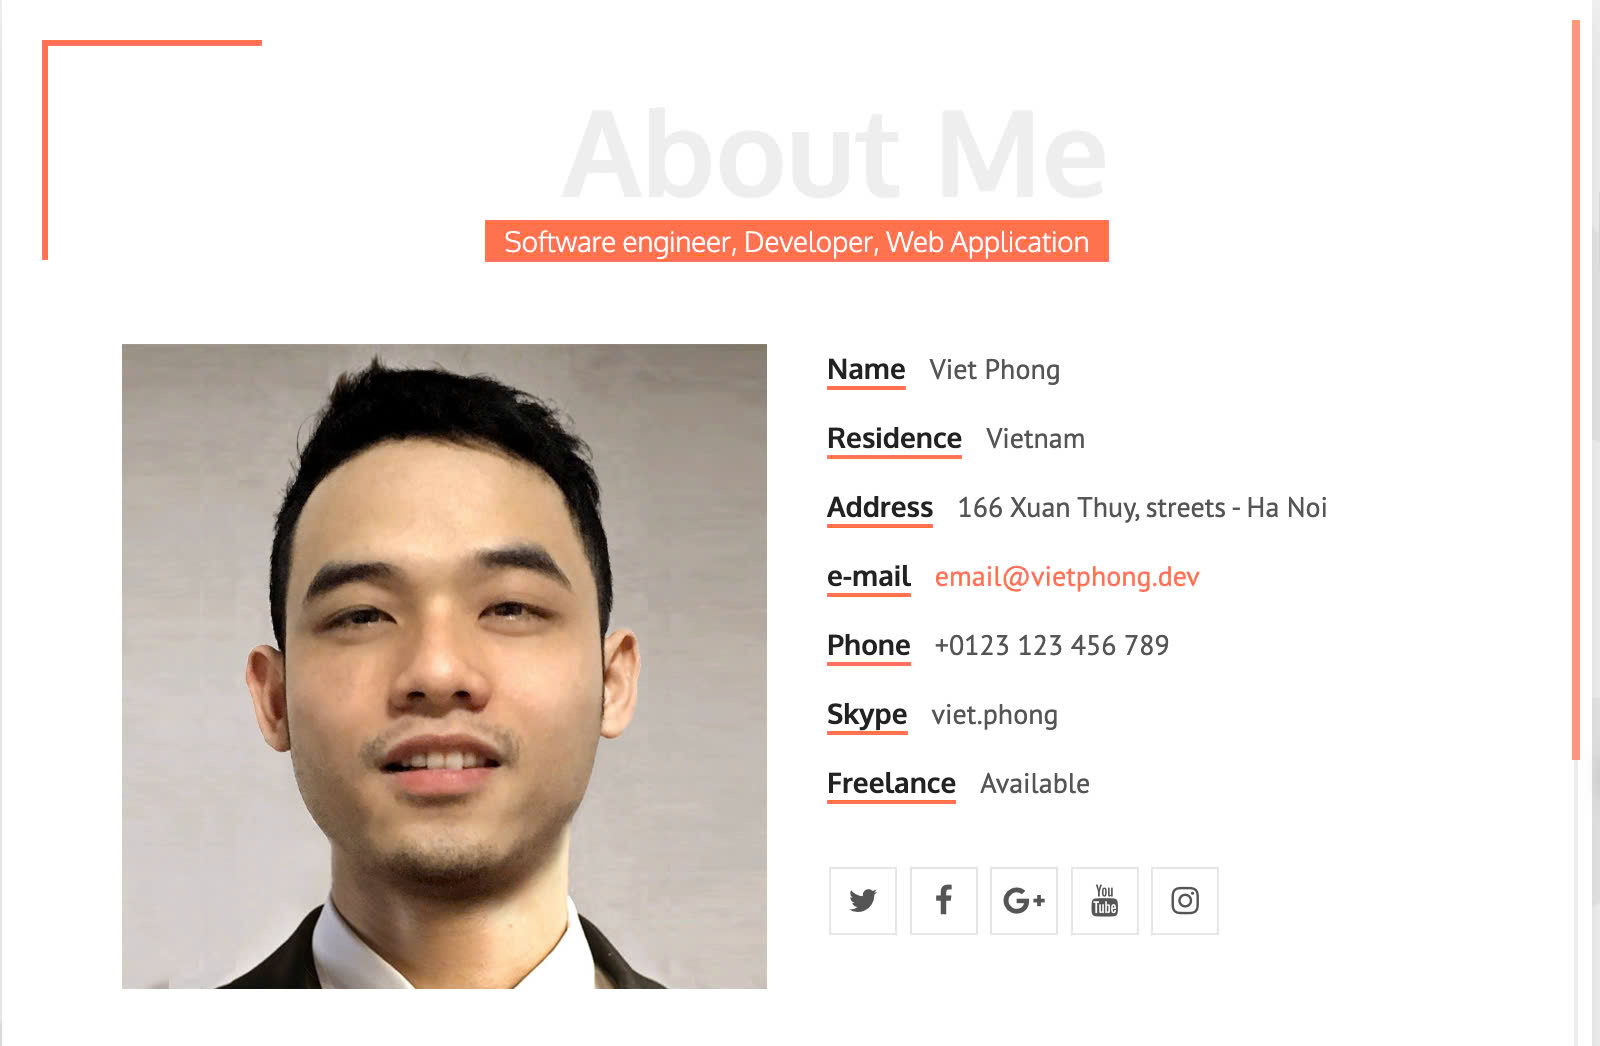 About Me
Software engineer, Developer, Web Application
Name Viet Phong
Residence Vietnam
Address 166 Xuan Thuy, streets - Ha Noi
e-mail email@vietphong.dev
Phone +0123 123 456 789
Skype viet.phong
Freelance Available
G+
You
Tube